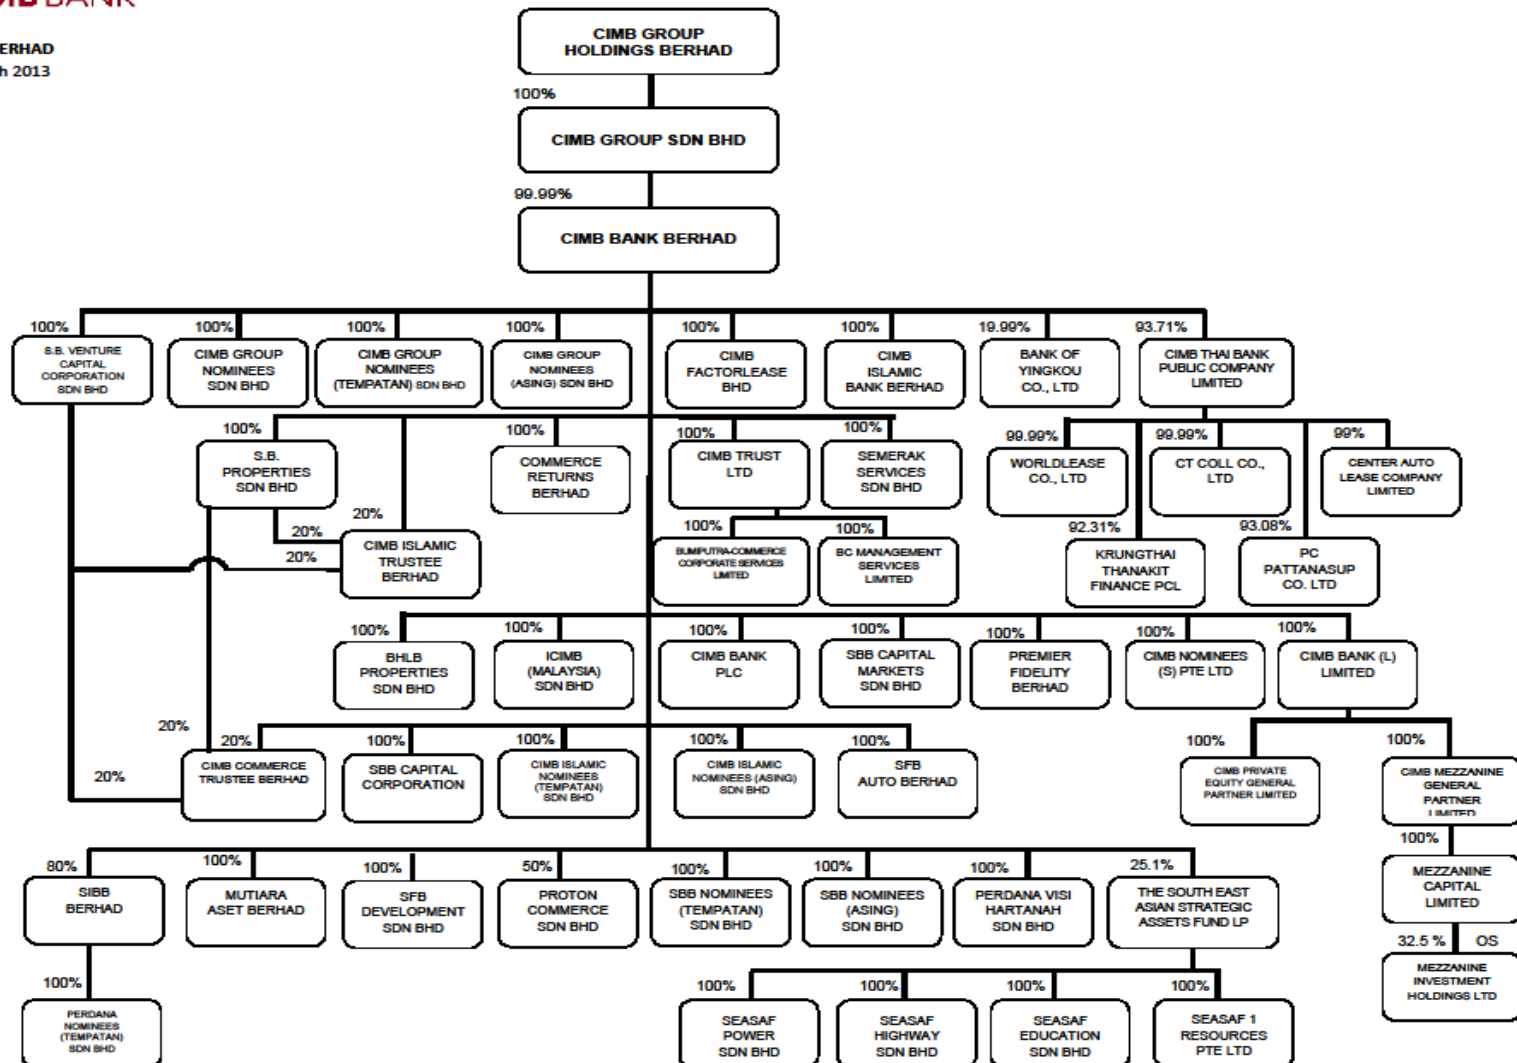 BANK
ERHAD
h 2013
CIMB GROUP
HOLDINGS BERHAD
100%
CIMB GROUP SDN BHD
99.99%
CIMB BANK BERHAD
100%
100%
100%
100%
100%
100%
19.99%
93.71%
S.B. VENTURE
CAPITAL
CORPORATION
SDN BHD
CIMB GROUP
NOMINEES
SDN BHD
CIMB GROUP
NOMINEES
(TEMPATAN) SDN BHD
CIMB GROUP
NOMINEES
(ASING) SDN BHD
CIMB
FACTORLEASE
BHD
CIMB
ISLAMIC
BANK BERHAD
BANK OF
YINGKOU
CO., LTD
CIMB THAI BANK
PUBLIC COMPANY
LIMITED
100%
100%
100%
100%
99.99%
99.99%
99%
S.B.
PROPERTIES
SDN BHD
COMMERCE
RETURNS
BERHAD
CIMB TRUST
LTD
SEMERAK
SERVICES
SDN BHD
WORLDLEASE
CO., LTD
CT COLL CO.,
LTD
CENTER AUTO
LEASE COMPANY
LIMITED
20%
20%
20%
CIMB ISLAMIC
TRUSTEE
BERHAD
100%
100%
92.31%
93.08%
BUMIPUTRA-COMMERCE
CORPORATE SERVICES
LIMITED
BC MANAGEMENT
SERVICES
LIMITED
KRUNGTHAI
THANAKIT
FINANCE PCL
PC
PATTANASUP
CO. LTD
100%
100%
100%
100%
100%
100%
100%
BHLB
PROPERTIES
SDN BHD
ICIMB
(MALAYSIA)
SDN BHD
CIMB BANK
PLC
SBB CAPITAL
MARKETS
SDN BHD
PREMIER
FIDELITY
BERHAD
CIMB NOMINEES
(S) PTE LTD
CIMB BANK (L)
LIMITED
20%
20%
20%
100%
100%
100%
100%
100%
100%
CIMB COMMERCE
TRUSTEE BERHAD
SBB CAPITAL
CORPORATION
CIMB ISLAMIC
NOMINEES
(TEMPATAN)
SDN BHD
CIMB ISLAMIC
NOMINEES (ASING)
SDN BHD
SFB
AUTO BERHAD
CIMB PRIVATE
EQUITY GENERAL
PARTNER LIMITED
CIMB MEZZANINE
GENERAL
PARTNER
LIMITED
80%
100%
100%
50%
100%
100%
100%
25.1%
100%
SIBB
BERHAD
MUTIARA
ASET BERHAD
SFB
DEVELOPMENT
SDN BHD
PROTON
COMMERCE
SDN BHD
SBB NOMINEES
(TEMPATAN)
SDN BHD
SBB NOMINEES
(ASING)
SDN BHD
PERDANA VISI
HARTANAH
SDN BHD
THE SOUTH EAST
ASIAN STRATEGIC
ASSETS FUND LP
MEZZANINE
CAPITAL
LIMITED
32.5 % OS
100%
100%
100%
100%
100%
PERDANA
NOMINEES
(TEMPATAN)
SDN BHD
SEASAF
POWER
SDN BHD
SEASAF
HIGHWAY
SDN BHD
SEASAF
EDUCATION
SDN BHD
SEASAF 1
RESOURCES
PTE LTD
MEZZANINE
INVESTMENT
HOLDINGS LTD